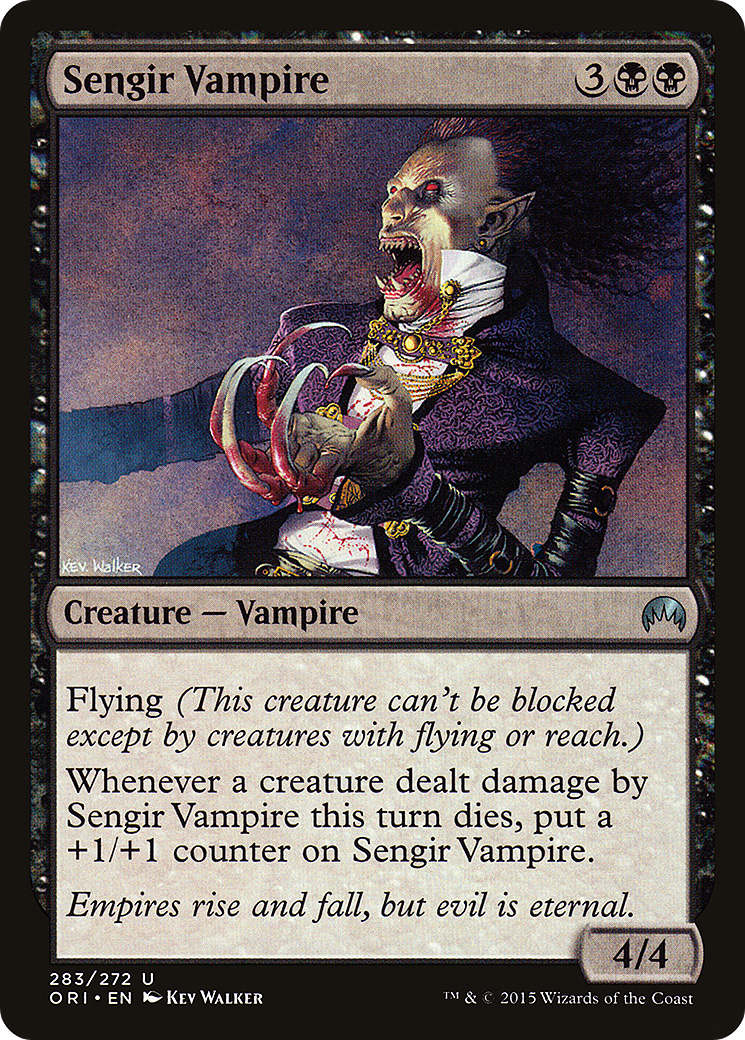 Sengir Vampire 3
KEV. WALKER
Creature — Vampire
Flying (This creature can't be blocked
except by creatures with flying or reach.)
Whenever a creature dealt damage by
Sengir Vampire this turn dies, put a
+1/+1 counter on Sengir Vampire.
Empires rise and fall, but evil is eternal.
4/4
283/272 U
ORI • EN Kev Walker
™ & © 2015 Wizards of the Coast